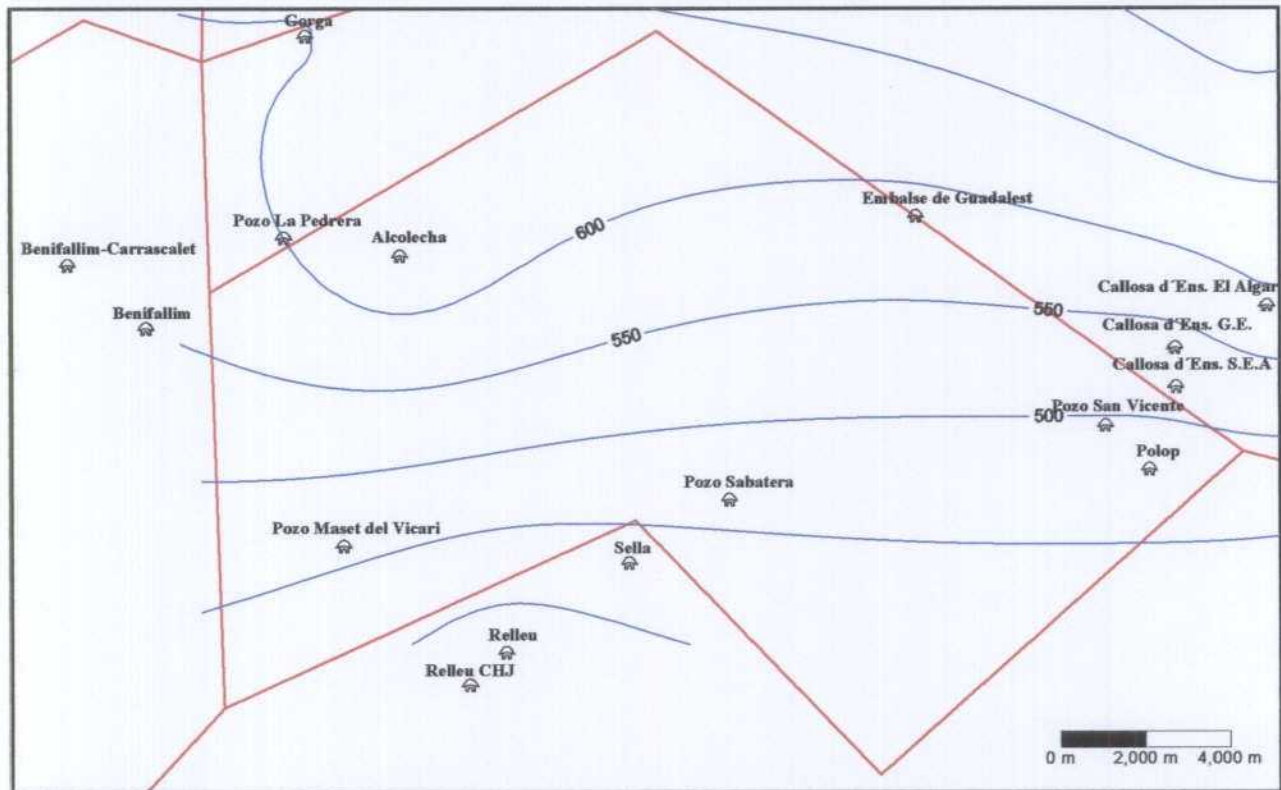 Gorga
Embalse de Guadalest
Pozo La Pedrera
600
Alcolecha
Benifallim-Carrascalet
Callosa d´Ens. El Algar
Benifallim
550
550
Callosa d´Ens. G.E.
Callosa d´Ens. S.E.A
Pozo San Vicente
500
Polop
Pozo Sabatera
Pozo Maset del Vicari
Sella
Relleu
Relleu CHJ
0 m
2,000 m
4,000 m